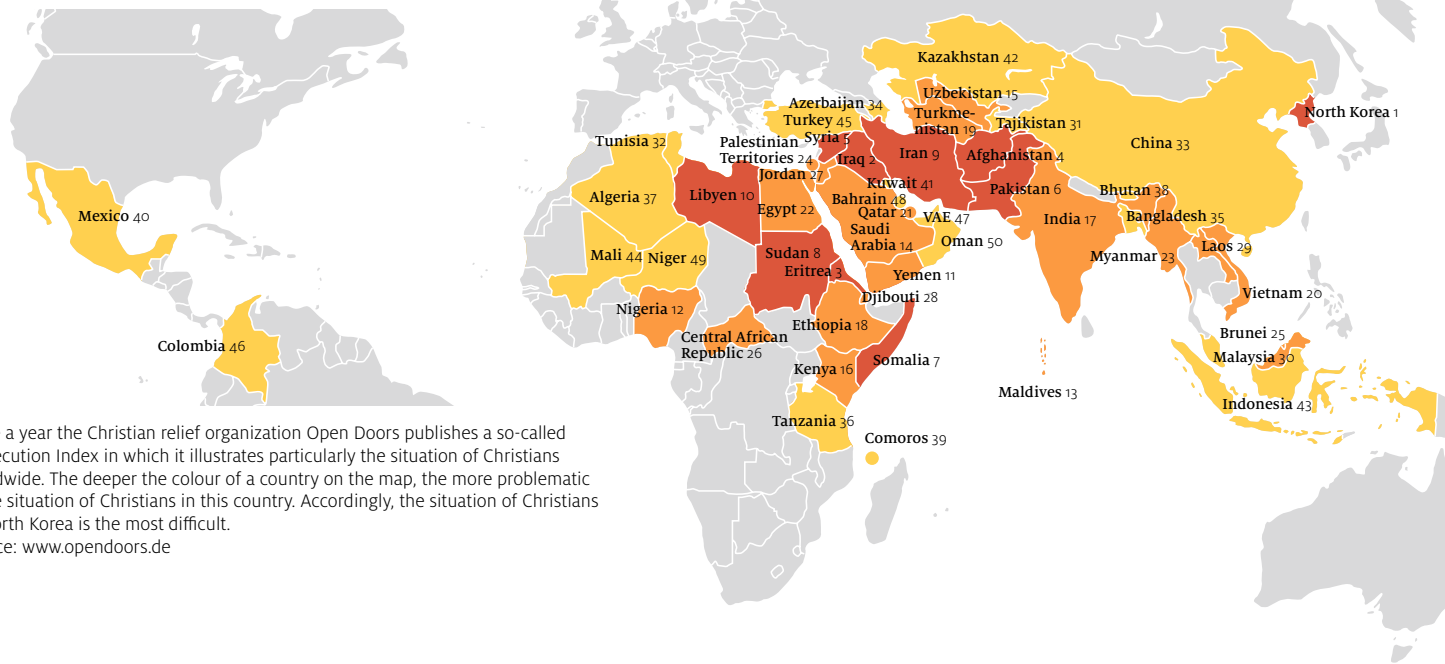 Kazakhstan 42
Uzbekistan 15
Azerbaijan 34
Turkme-
nistan 19
North Korea 1
Turkey 45
Tajikistan 31
Tunisia 32
Palestinian
Territories 24
Syria 5
China 33
Iraq 2
Iran 9
Afghanistan 4
Jordan 27
Kuwait 41
Pakistan 6
Bhutan 38
Algeria 37
Libyen 10
Bahrain 48
Egypt 22
Qatar 21
VAE 47
India 17
Bangladesh 35
Mexico 40
Saudi
Arabia 14
Oman 50
Laos 29
Mali 44
Niger 49
Sudan 8
Myanmar 23
Eritrea 3
Yemen 11
Djibouti 28
Vietnam 20
Nigeria 12
Ethiopia 18
Central African
Republic 26
Brunei 25
Colombia 46
Somalia 7
Malaysia 30
Kenya 16
Maldives 13
Indonesia 43
Tanzania 36
Comoros 39
a year the Christian relief organization Open Doors publishes a so-called
ecution Index in which it illustrates particularly the situation of Christians
dwide. The deeper the colour of a country on the map, the more problematic
e situation of Christians in this country. Accordingly, the situation of Christians
orth Korea is the most difficult.
ce: www.opendoors.de